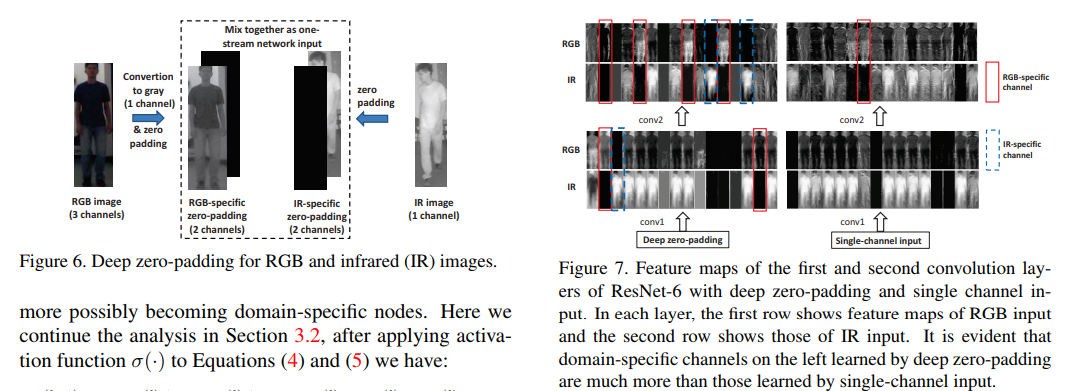 Mix together as one-
stream network input
Convertion
to gray
(1 channel)
& zero
padding
zero
padding
RGB image
(3 channels)
RGB-specific
zero-padding
(2 channels)
IR-specific
zero-padding
(2 channels)
IR image
(1 channel)
Figure 6. Deep zero-padding for RGB and infrared (IR) images.
more possibly becoming domain-specific nodes. Here we
continue the analysis in Section 3.2, after applying activa-
tion function σ(·) to Equations (4) and (5) we have:
RGB
IR
conv2
conv2
RGB
IR
conv1
conv1
Deep zero-padding
Single-channel input
RGB-specific
channel
IR-specific
channel
Figure 7. Feature maps of the first and second convolution lay-
ers of ResNet-6 with deep zero-padding and single channel in-
put. In each layer, the first row shows feature maps of RGB input
and the second row shows those of IR input. It is evident that
domain-specific channels on the left learned by deep zero-padding
are much more than those learned by single-channel input.